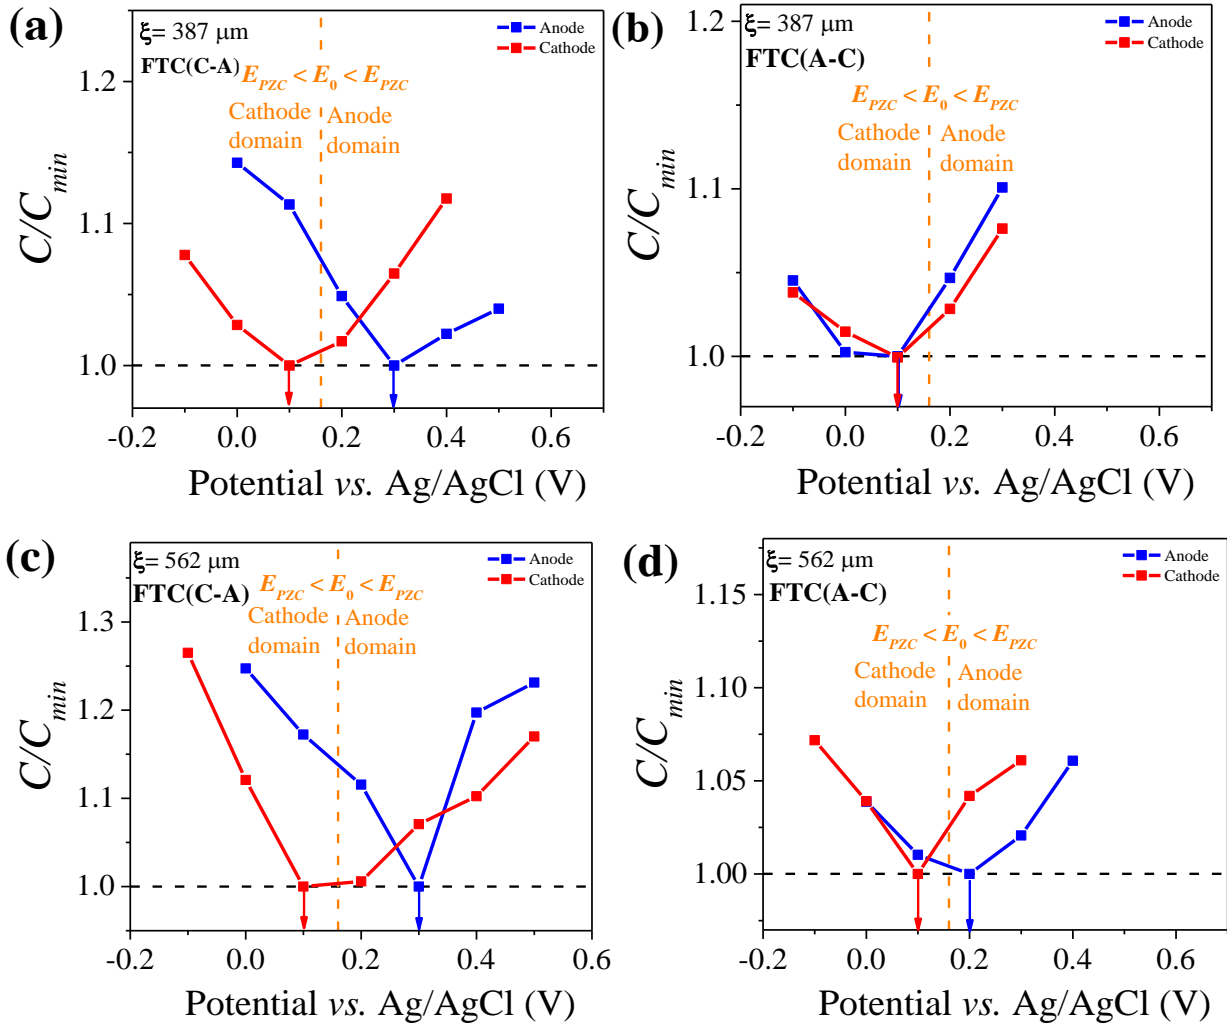 (a)
ξ= 387 μm
FTC(C-A)
Anode
Cathode
E_PZC < E_0 < E_PZC
Cathode domain
Anode domain
C/C_min
1.2
1.1
1.0
-0.2 0.0 0.2 0.4 0.6
Potential vs. Ag/AgCl (V)
(b)
ξ= 387 μm
FTC(A-C)
Anode
Cathode
E_PZC < E_0 < E_PZC
Cathode domain
Anode domain
C/C_min
1.2
1.1
1.0
-0.2 0.0 0.2 0.4 0.6
Potential vs. Ag/AgCl (V)
(c)
ξ= 562 μm
FTC(C-A)
Anode
Cathode
E_PZC < E_0 < E_PZC
Cathode domain
Anode domain
C/C_min
1.3
1.2
1.1
1.0
-0.2 0.0 0.2 0.4 0.6
Potential vs. Ag/AgCl (V)
(d)
ξ= 562 μm
FTC(A-C)
Anode
Cathode
E_PZC < E_0 < E_PZC
Cathode domain
Anode domain
C/C_min
1.15
1.10
1.05
1.00
-0.2 0.0 0.2 0.4 0.6
Potential vs. Ag/AgCl (V)